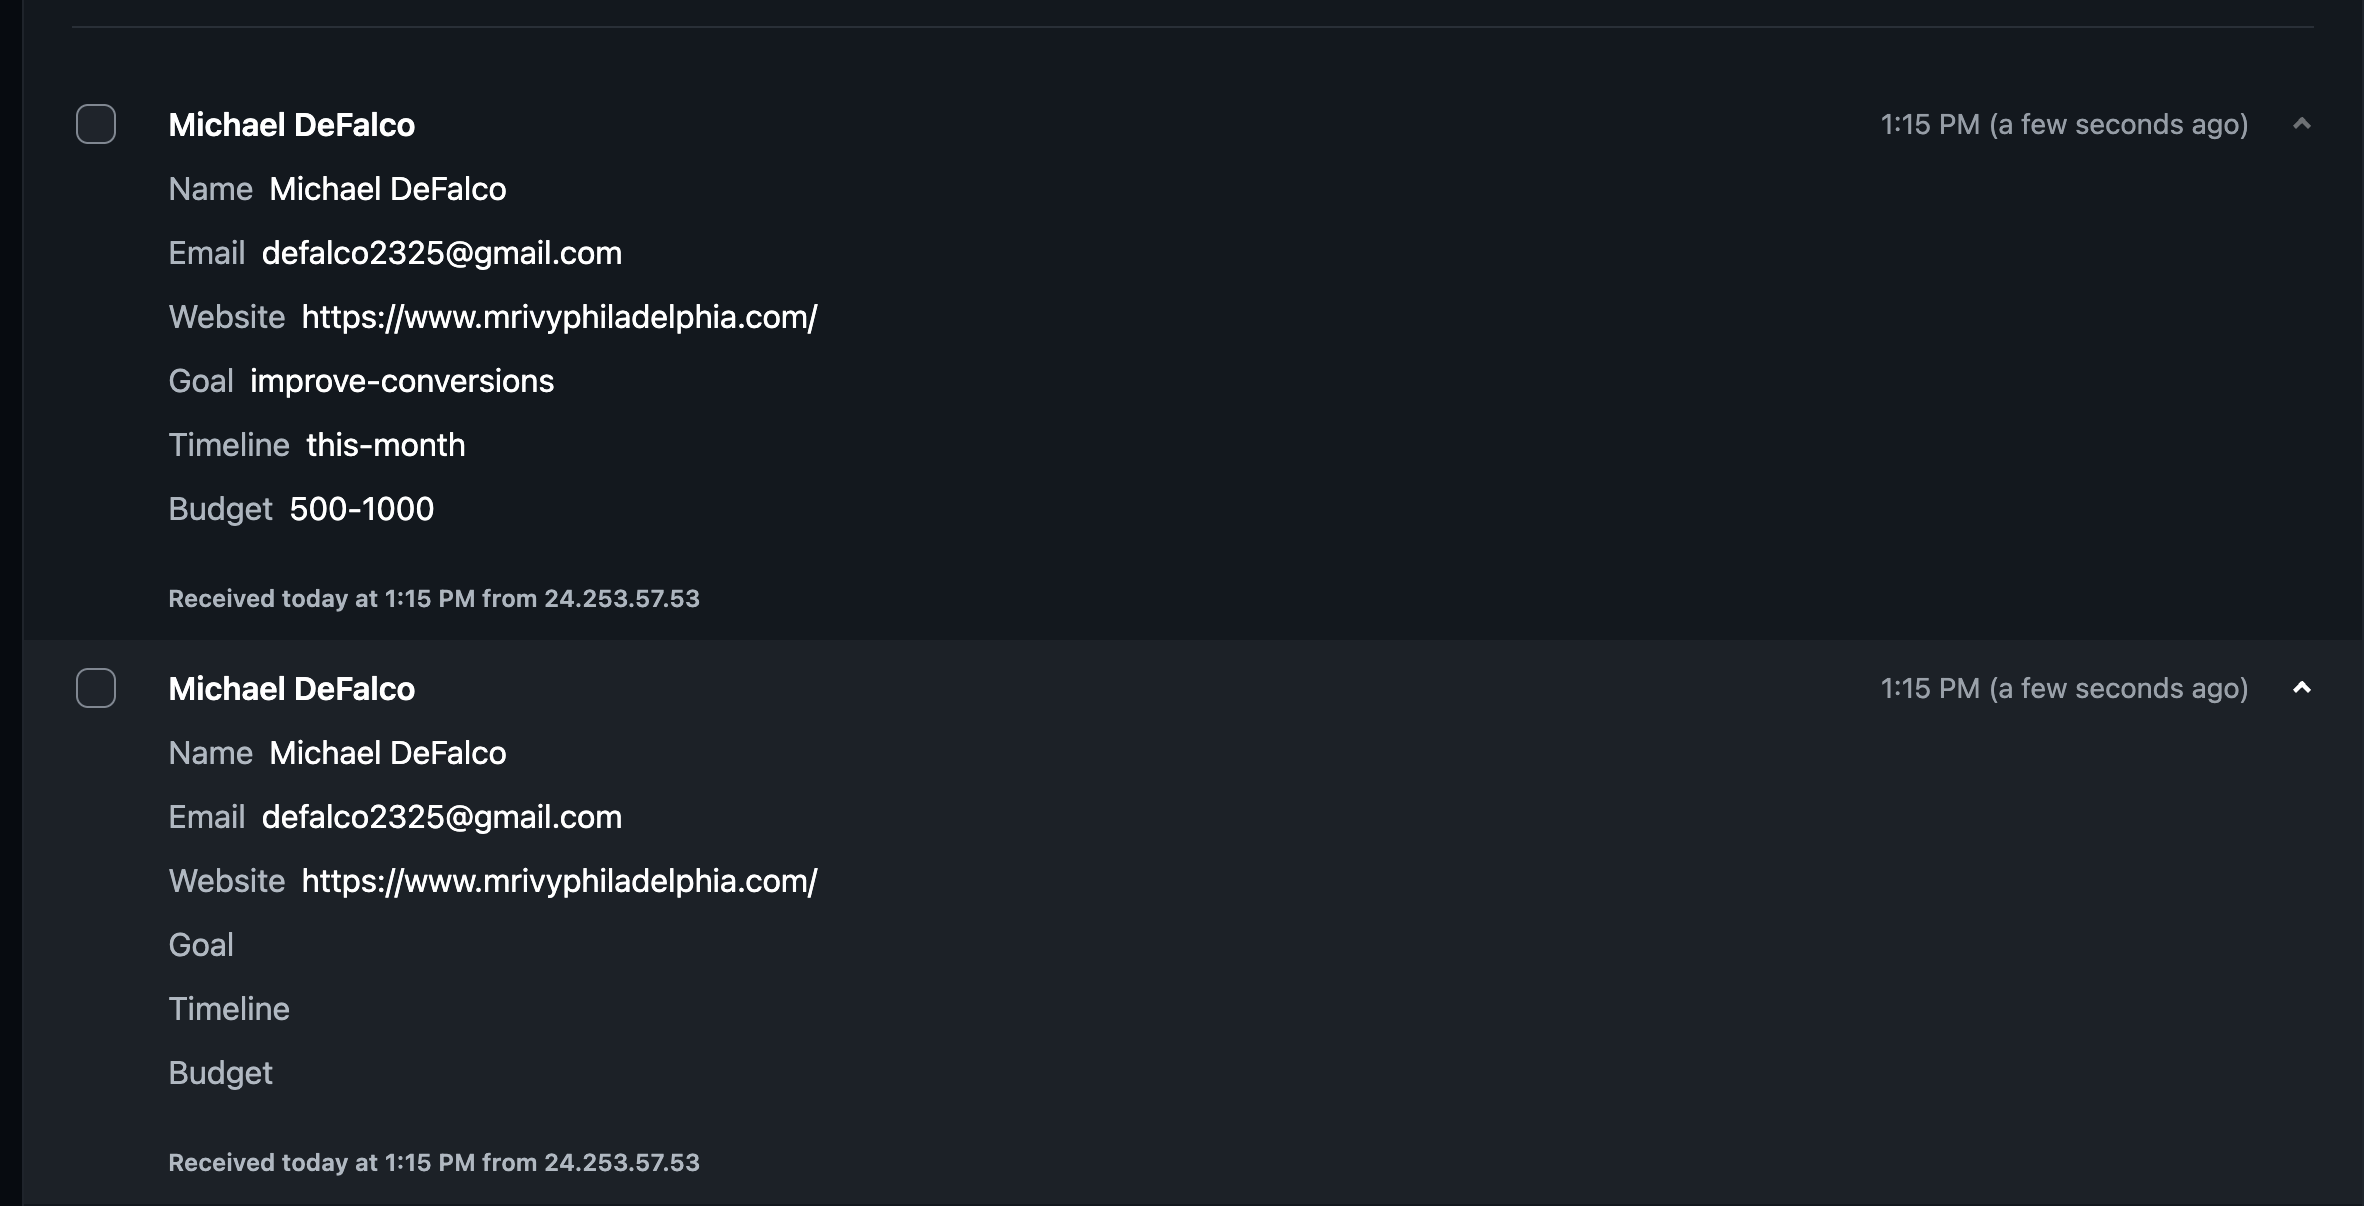 Michael DeFalco 1:15 PM (a few seconds ago)
Name Michael DeFalco
Email defalco2325@gmail.com
Website https://www.mrivyphiladelphia.com/
Goal improve-conversions
Timeline this-month
Budget 500-1000
Received today at 1:15 PM from 24.253.57.53
Michael DeFalco 1:15 PM (a few seconds ago)
Name Michael DeFalco
Email defalco2325@gmail.com
Website https://www.mrivyphiladelphia.com/
Goal
Timeline
Budget
Received today at 1:15 PM from 24.253.57.53